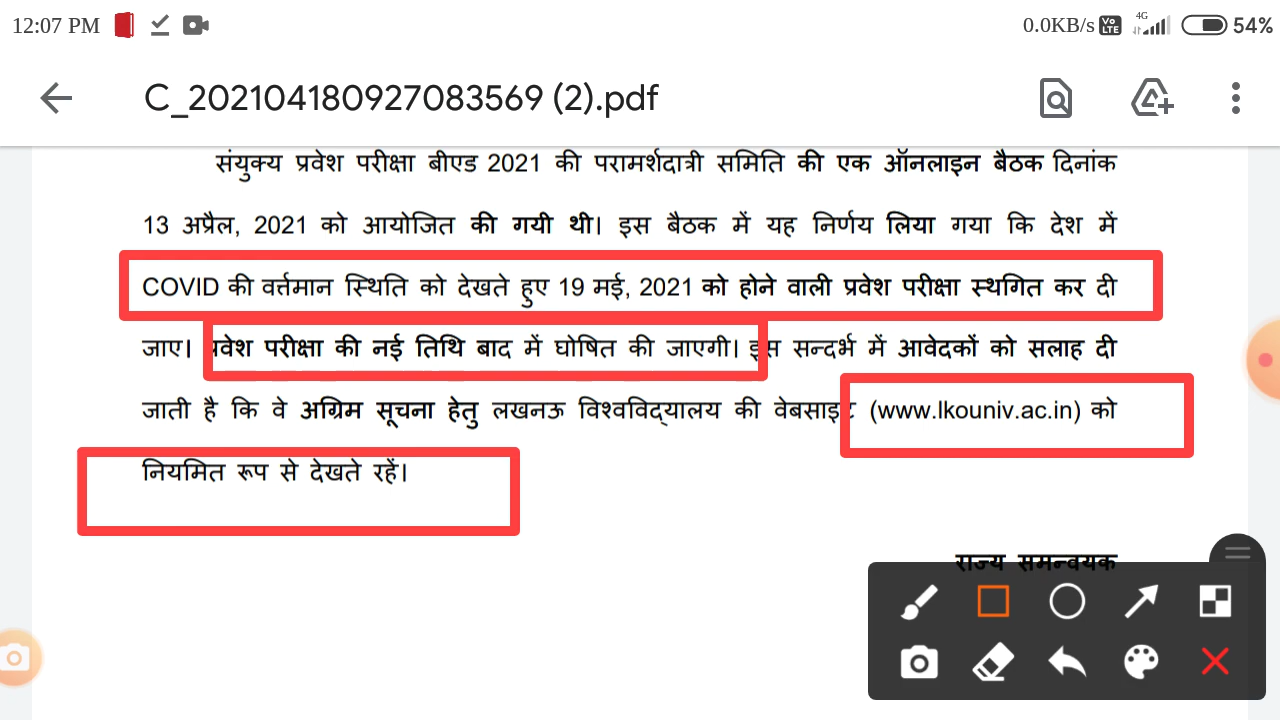 12:07 PM
0.0KB/s VoLTE 4G 54%
C_202104180927083569 (2).pdf
संयुक्य प्रवेश परीक्षा बीएड 2021 की परामर्शदात्री समिति की एक ऑनलाइन बैठक दिनांक
13 अप्रैल, 2021 को आयोजित की गयी थी। इस बैठक में यह निर्णय लिया गया कि देश में
COVID की वर्त्तमान स्थिति को देखते हुए 19 मई, 2021 को होने वाली प्रवेश परीक्षा स्थगित कर दी
जाए। प्रवेश परीक्षा की नई तिथि बाद में घोषित की जाएगी। इस सन्दर्भ में आवेदकों को सलाह दी
जाती है कि वे अग्रिम सूचना हेतु लखनऊ विश्वविद्यालय की वेबसाइट (www.lkouniv.ac.in) को
नियमित रूप से देखते रहें।
राज्य समन्वयक